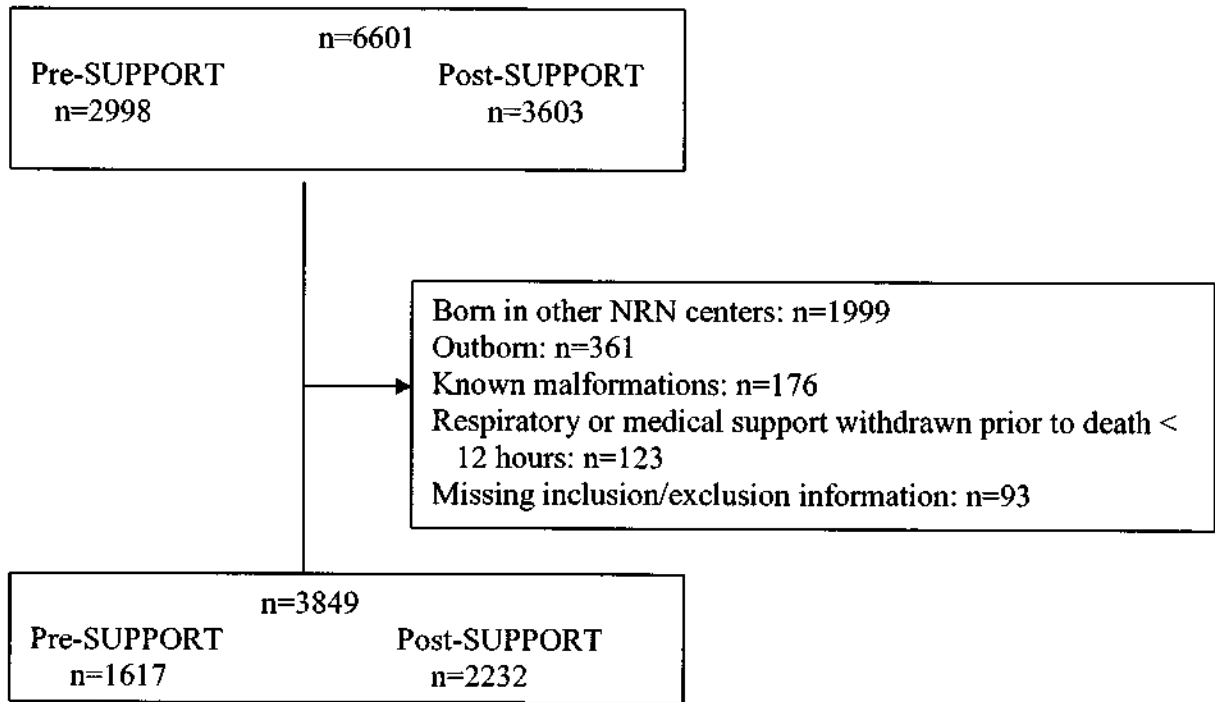 n=6601
Pre-SUPPORT Post-SUPPORT
n=2998 n=3603
Born in other NRN centers: n=1999
Outborn: n=361
Known malformations: n=176
Respiratory or medical support withdrawn prior to death <
12 hours: n=123
Missing inclusion/exclusion information: n=93
n=3849
Pre-SUPPORT Post-SUPPORT
n=1617 n=2232